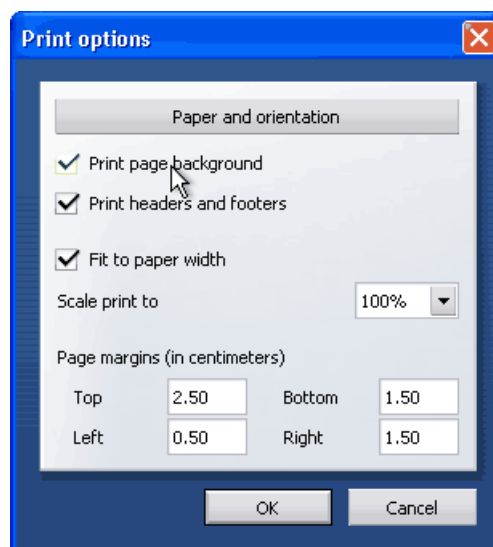 Print options
Paper and orientation
Print page background
Print headers and footers
Fit to paper width
Scale print to 100%
Page margins (in centimeters)
Top 2.50 Bottom 1.50
Left 0.50 Right 1.50
OK Cancel